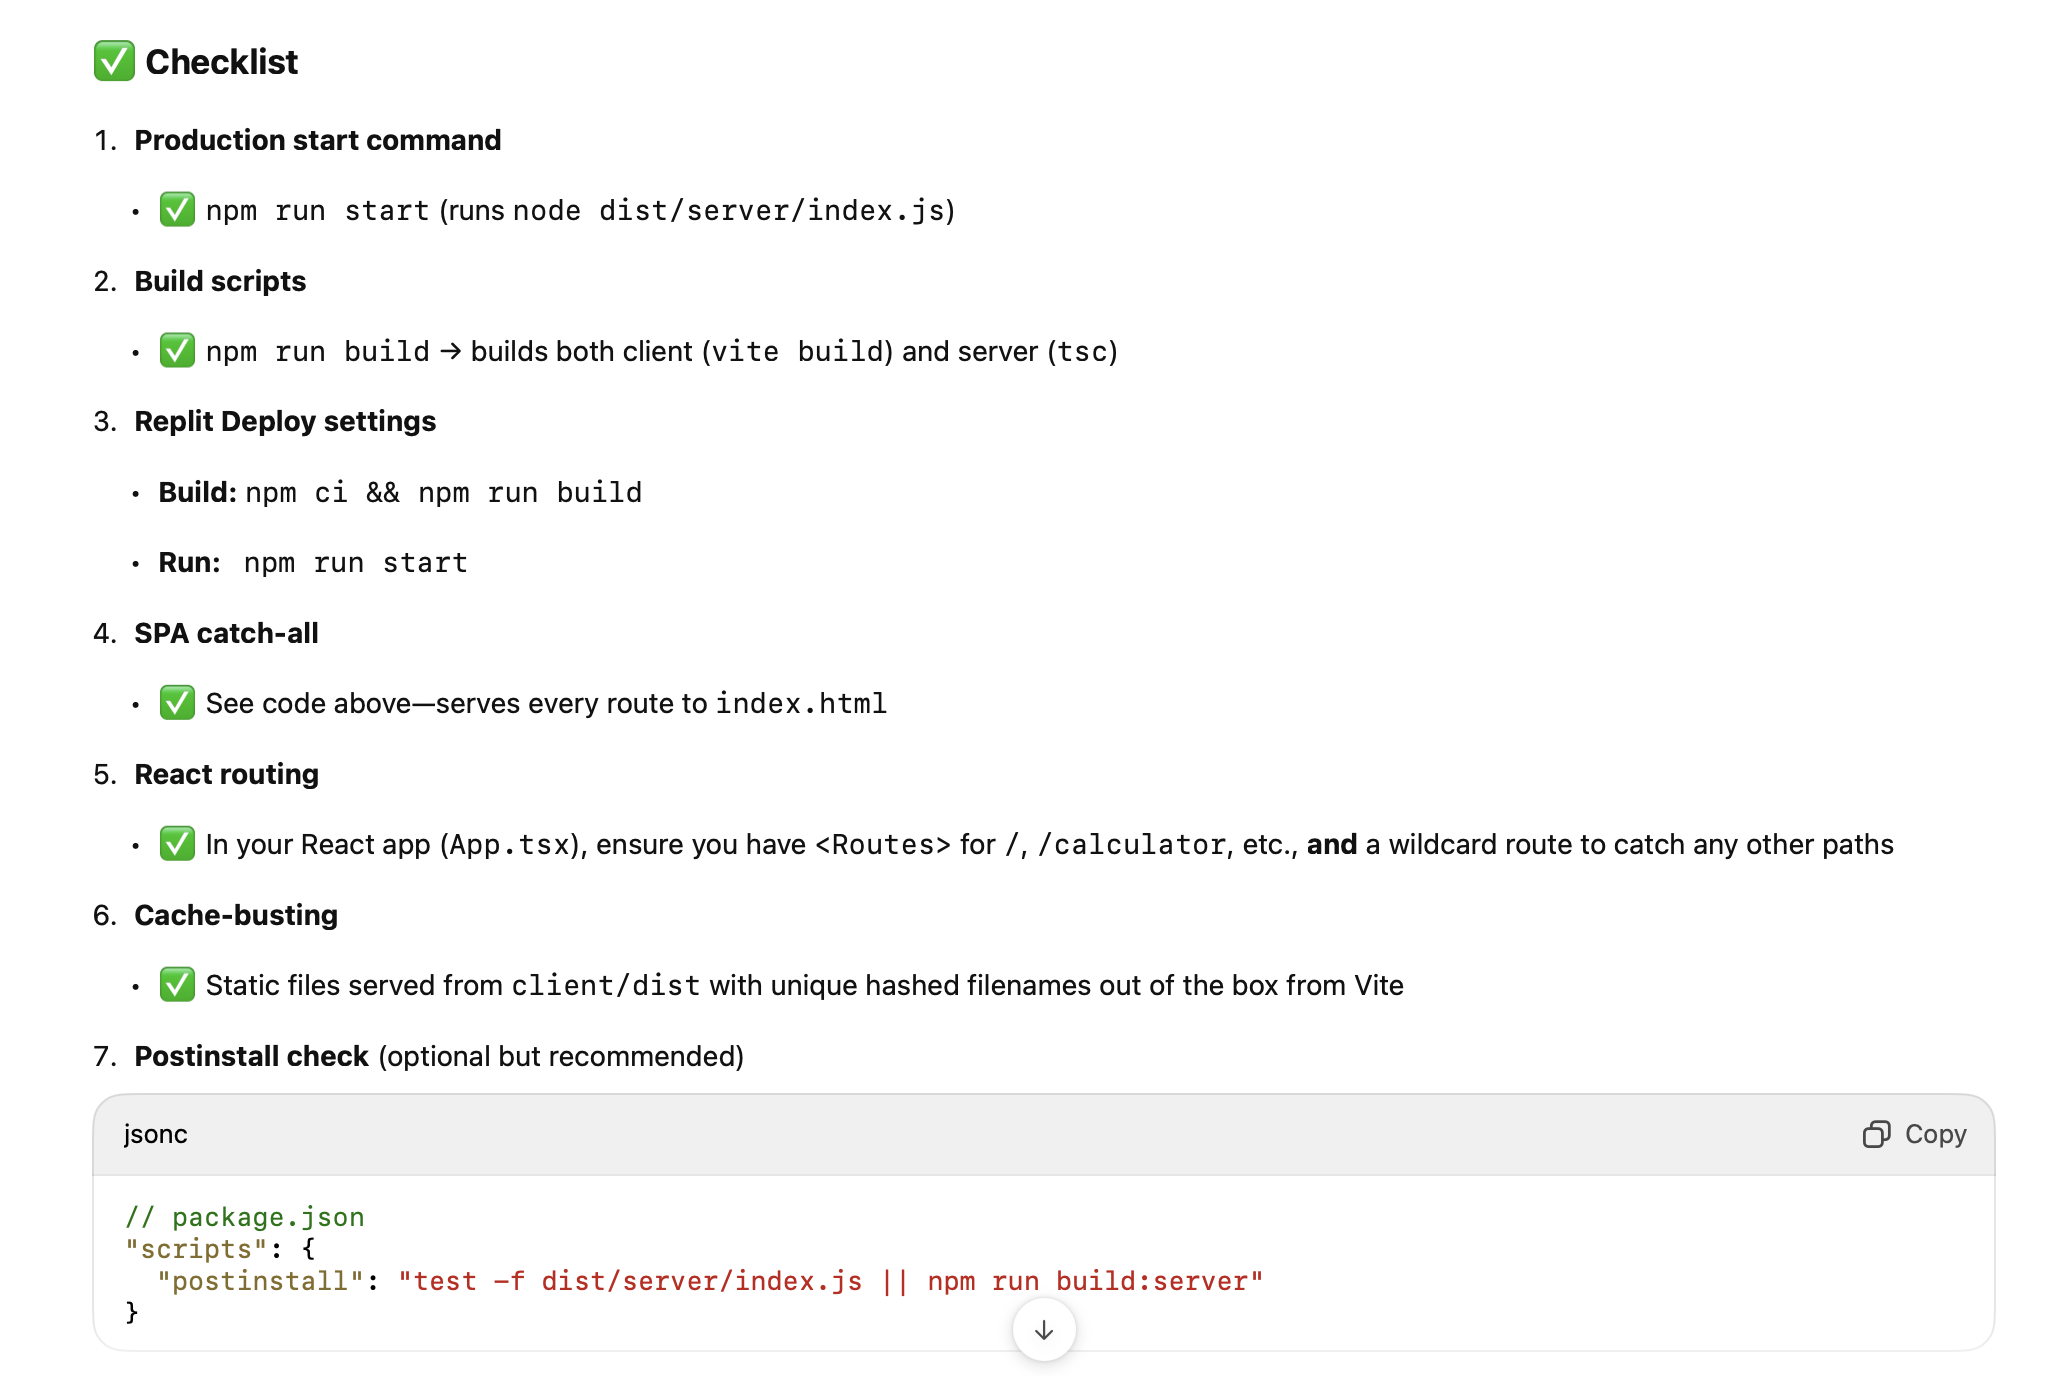 ✅ Checklist
1. Production start command
• ✅ npm run start (runs node dist/server/index.js)
2. Build scripts
• ✅ npm run build → builds both client (vite build) and server (tsc)
3. Replit Deploy settings
• Build: npm ci && npm run build
• Run: npm run start
4. SPA catch-all
• ✅ See code above—serves every route to index.html
5. React routing
• ✅ In your React app (App.tsx), ensure you have <Routes> for /, /calculator, etc., and a wildcard route to catch any other paths
6. Cache-busting
• ✅ Static files served from client/dist with unique hashed filenames out of the box from Vite
7. Postinstall check (optional but recommended)
jsonc
Copy
// package.json
"scripts": {
  "postinstall": "test -f dist/server/index.js || npm run build:server"
}